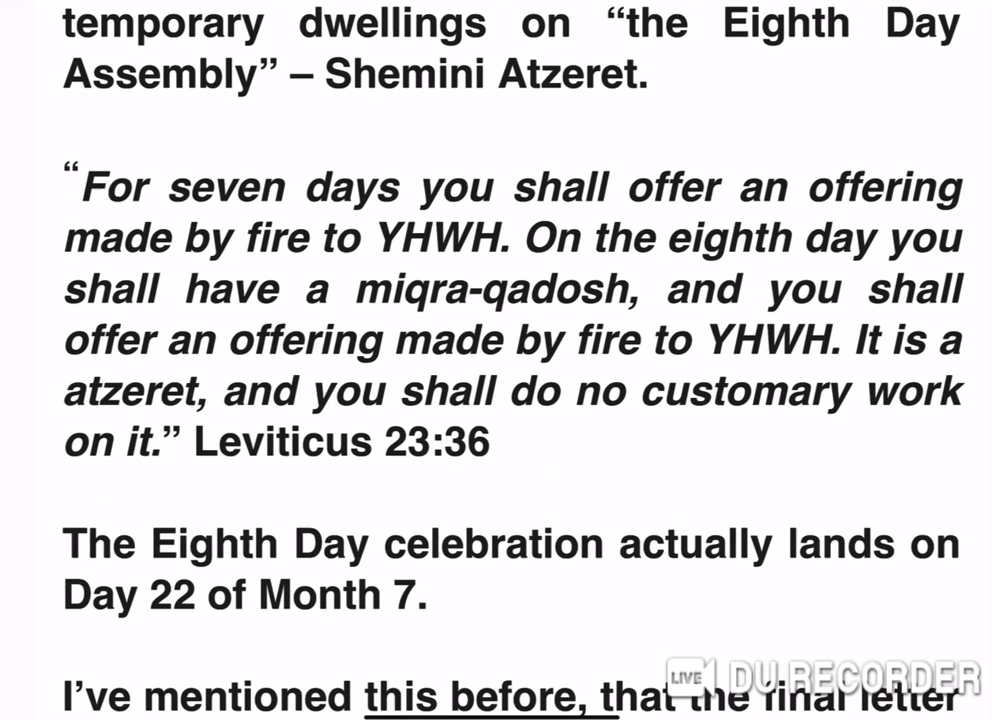 temporary dwellings on “the Eighth Day
Assembly” – Shemini Atzeret.
“For seven days you shall offer an offering
made by fire to YHWH. On the eighth day you
shall have a miqra-qadosh, and you shall
offer an offering made by fire to YHWH. It is a
atzeret, and you shall do no customary work
on it.” Leviticus 23:36
The Eighth Day celebration actually lands on
Day 22 of Month 7.
I’ve mentioned this before, that the final letter
LIVE DU RECORDER